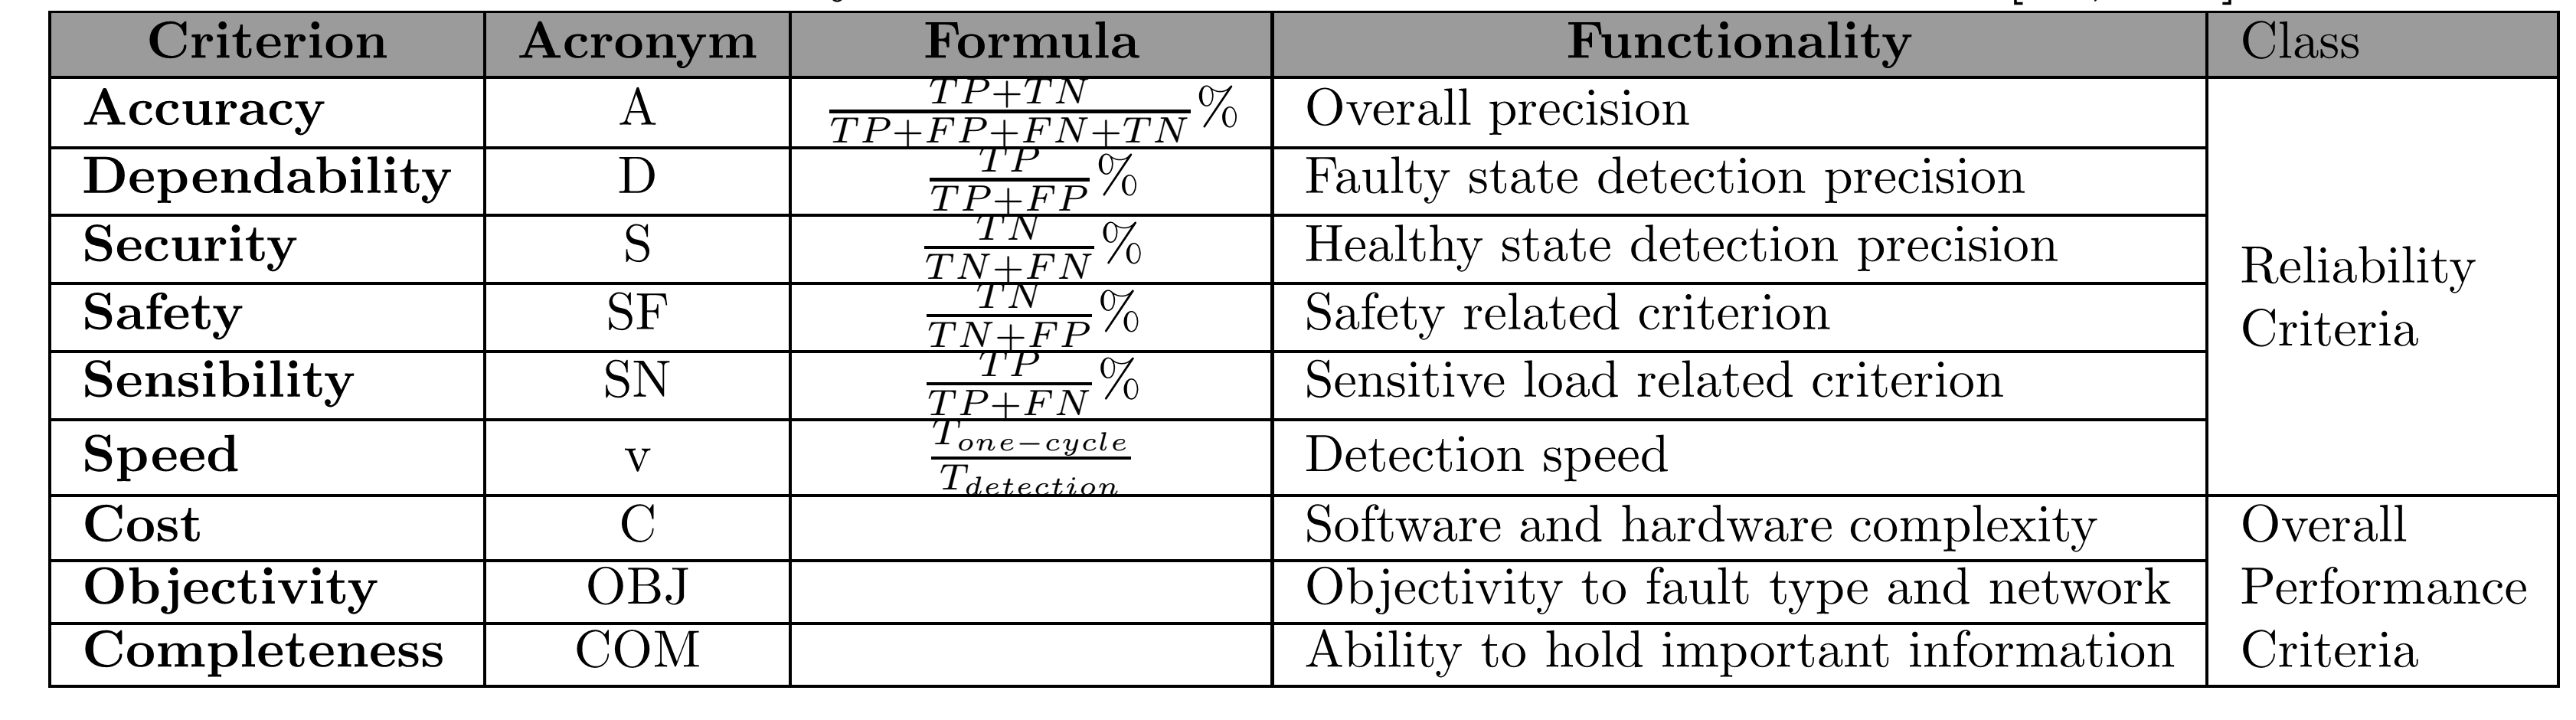 Criterion Acronym Formula Functionality Class
Accuracy A \frac{TP+TN}{TP+FP+FN+TN}% Overall precision
Dependability D \frac{TP}{TP+FP}% Faulty state detection precision
Security S \frac{TN}{TN+FN}% Healthy state detection precision
Reliability
Safety SF \frac{TN}{TN+FP}% Safety related criterion
Criteria
Sensibility SN \frac{TP}{TP+FN}% Sensitive load related criterion
Speed v \frac{T_{one-cycle}}{T_{detection}} Detection speed
Cost C Software and hardware complexity Overall
Objectivity OBJ Objectivity to fault type and network Performance
Completeness COM Ability to hold important information Criteria